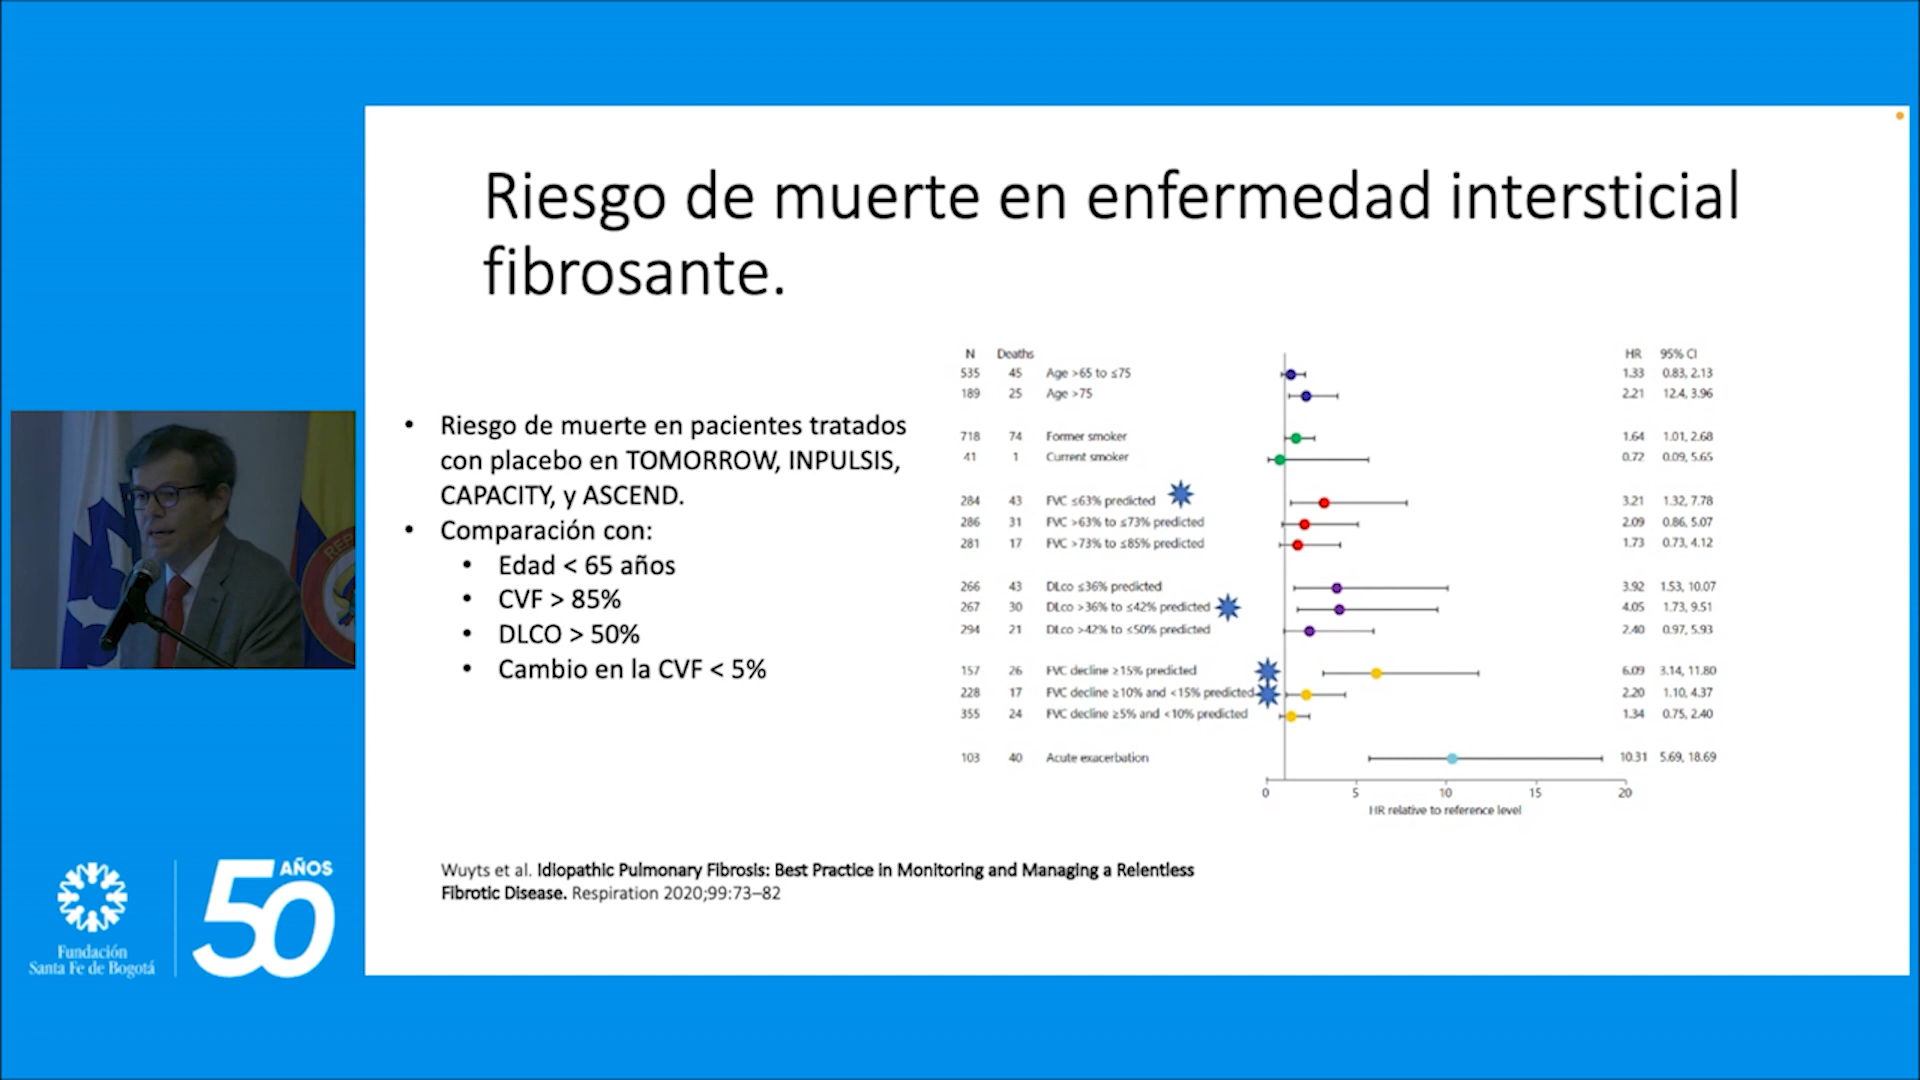 Riesgo de muerte en enfermedad intersticial
fibrosante.
• Riesgo de muerte en pacientes tratados
con placebo en TOMORROW, INPULSIS,
CAPACITY, y ASCEND.
• Comparación con:
• Edad < 65 años
• CVF > 85%
• DLCO > 50%
• Cambio en la CVF < 5%
N Deaths HR 95% CI
535 45 Age >65 to ≤75 1.33 0.83, 2.13
189 25 Age >75 2.21 12.4, 3.96
718 74 Former smoker 1.64 1.01, 2.68
41 1 Current smoker 0.72 0.09, 5.65
284 43 FVC ≤63% predicted 3.21 1.32, 7.78
286 31 FVC >63% to ≤73% predicted 2.09 0.86, 5.07
281 17 FVC >73% to ≤85% predicted 1.73 0.73, 4.12
266 43 DLco ≤36% predicted 3.92 1.53, 10.07
267 30 DLco >36% to ≤42% predicted 4.05 1.73, 9.51
294 21 DLco >42% to ≤50% predicted 2.40 0.97, 5.93
157 26 FVC decline ≥15% predicted 6.09 3.14, 11.80
228 17 FVC decline ≥10% and <15% predicted 2.20 1.10, 4.37
355 24 FVC decline ≥5% and <10% predicted 1.34 0.75, 2.40
103 40 Acute exacerbation 10.31 5.69, 18.69
0 5 10 15 20
HR relative to reference level
Wuyts et al. Idiopathic Pulmonary Fibrosis: Best Practice in Monitoring and Managing a Relentless
Fibrotic Disease. Respiration 2020;99:73–82
REP
Fundación
Santa Fe de Bogotá
50 AÑOS